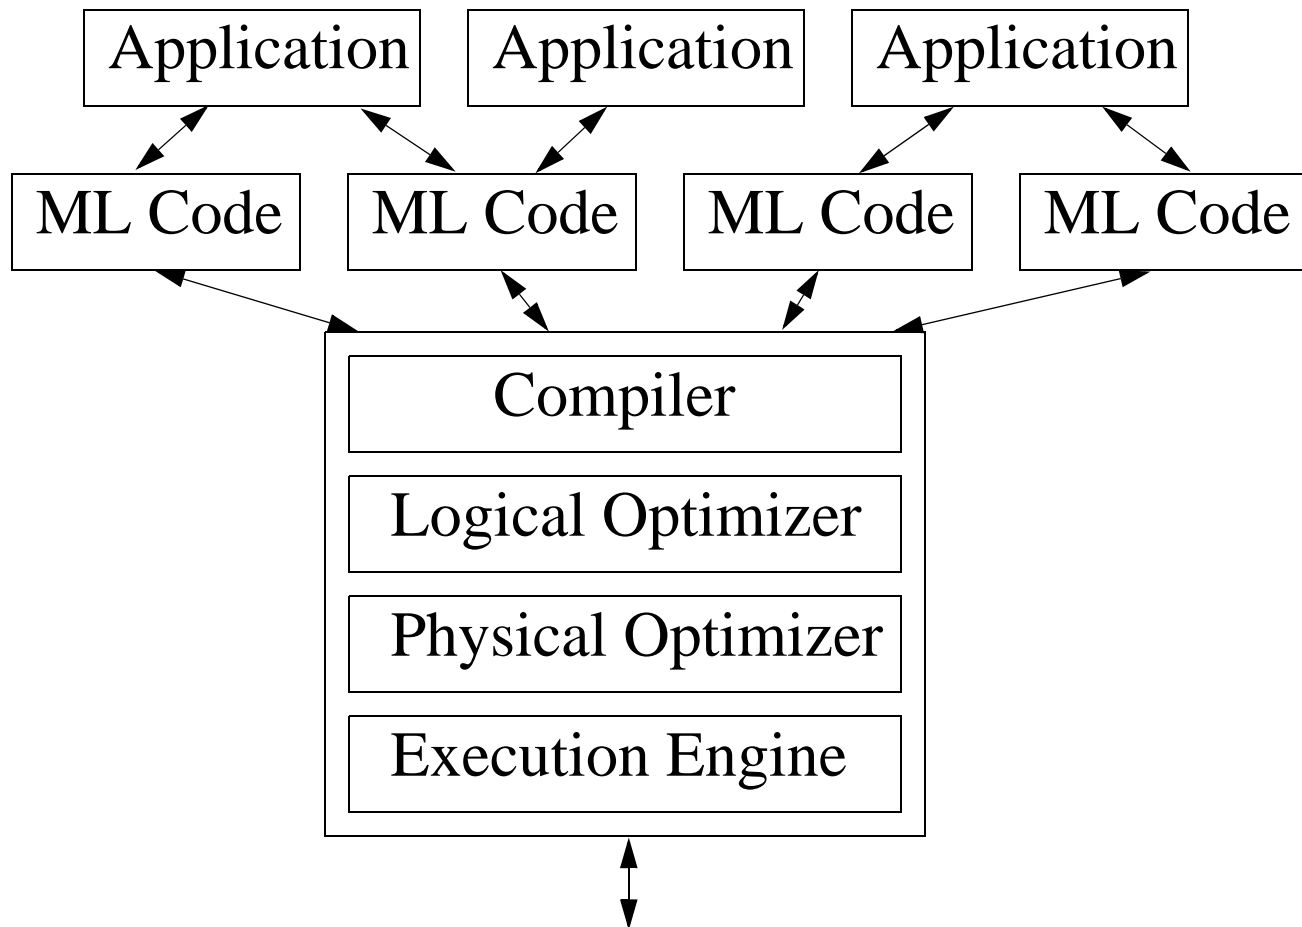 Application Application Application
ML Code ML Code ML Code ML Code
Compiler
Logical Optimizer
Physical Optimizer
Execution Engine